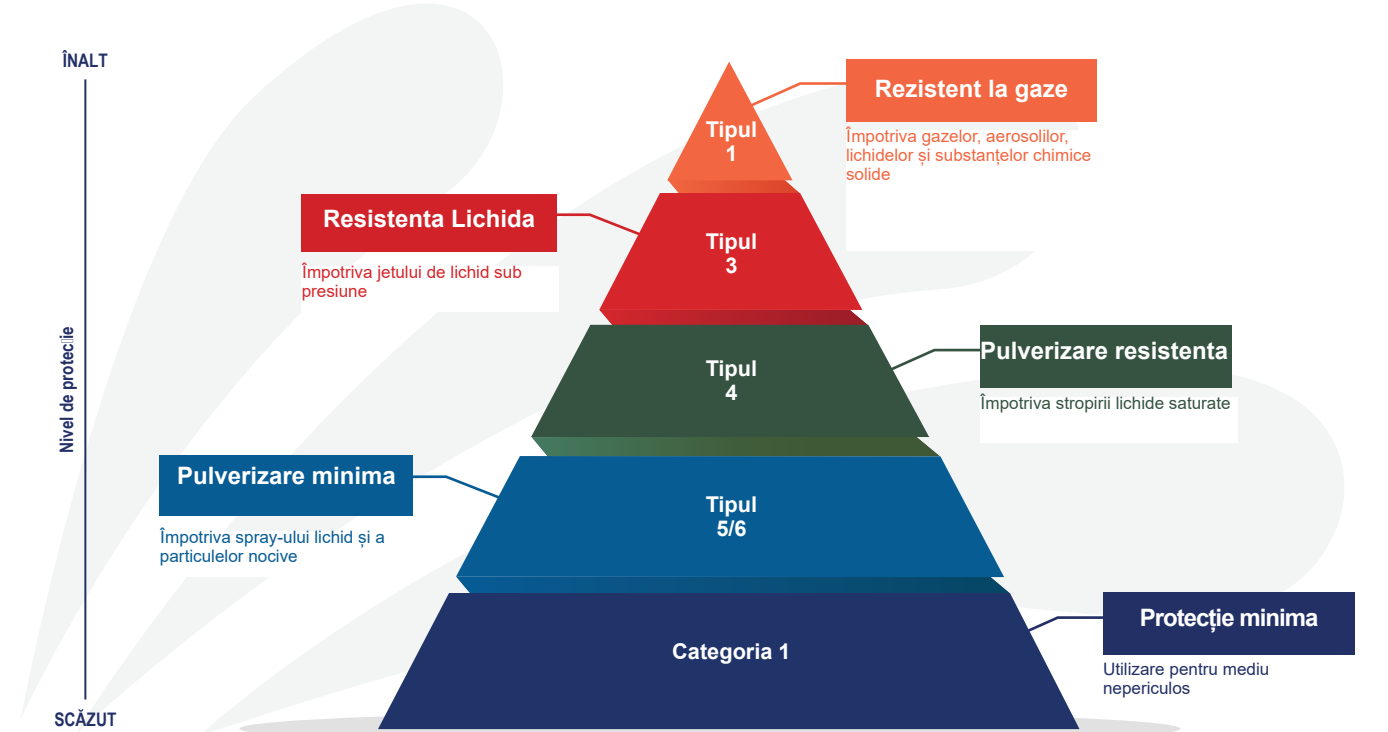 ÎNALT
Rezistent la gaze
Tipul
1
Împotriva gazelor, aerosolilor,
lichidelor și substanțelor chimice
solide
Resistenta Lichida
Tipul
3
Împotriva jetului de lichid sub
presiune
Nivel de protecție
Pulverizare resistenta
Tipul
4
Împotriva stropirii lichide saturate
Pulverizare minima
Tipul
5/6
Împotriva spray-ului lichid și a
particulelor nocive
Protecție minima
Categoria 1
Utilizare pentru mediu
nepericulos
SCĂZUT